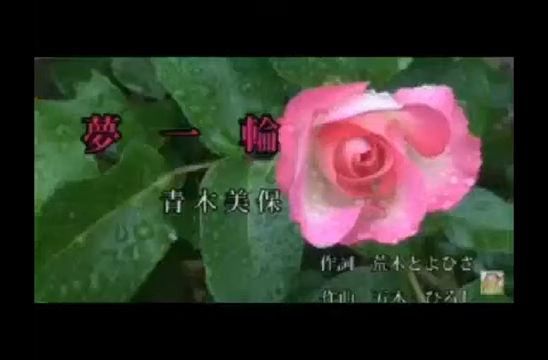 夢一輪
青木美保
作詞 荒木とよひさ
作曲